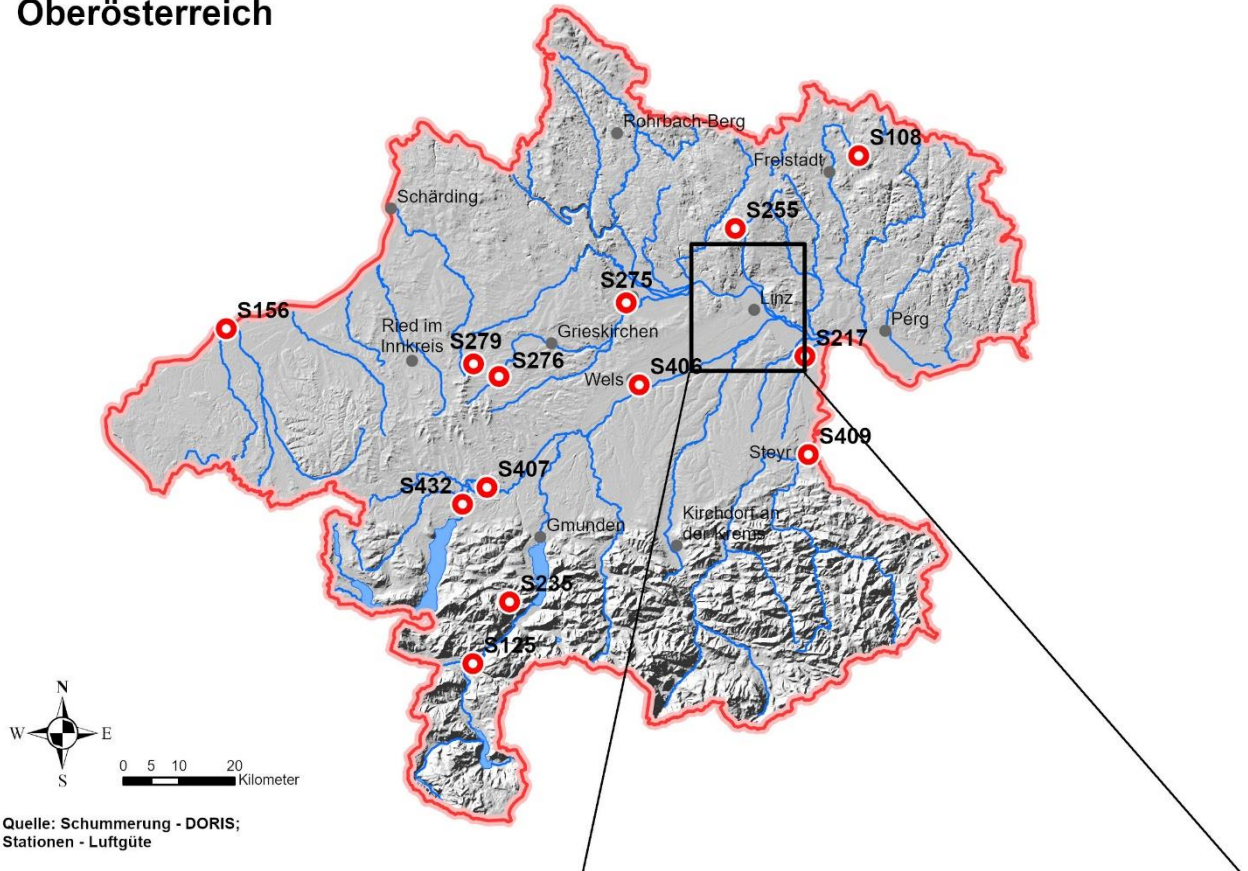 Oberösterreich
Rohrbach-Berg
S108
Freistadt
Schärding
S255
S275
Linz
S156
Ried im
Innkreis
Grieskirchen
Perg
S279
S276
S217
Wels
S406
S409
Steyr
S407
S432
Gmunden
Kirchdorf an
der Krems
S235
S125
N
W
E
S
0 5 10 20
Kilometer
Quelle: Schummerung - DORIS;
Stationen - Luftgüte